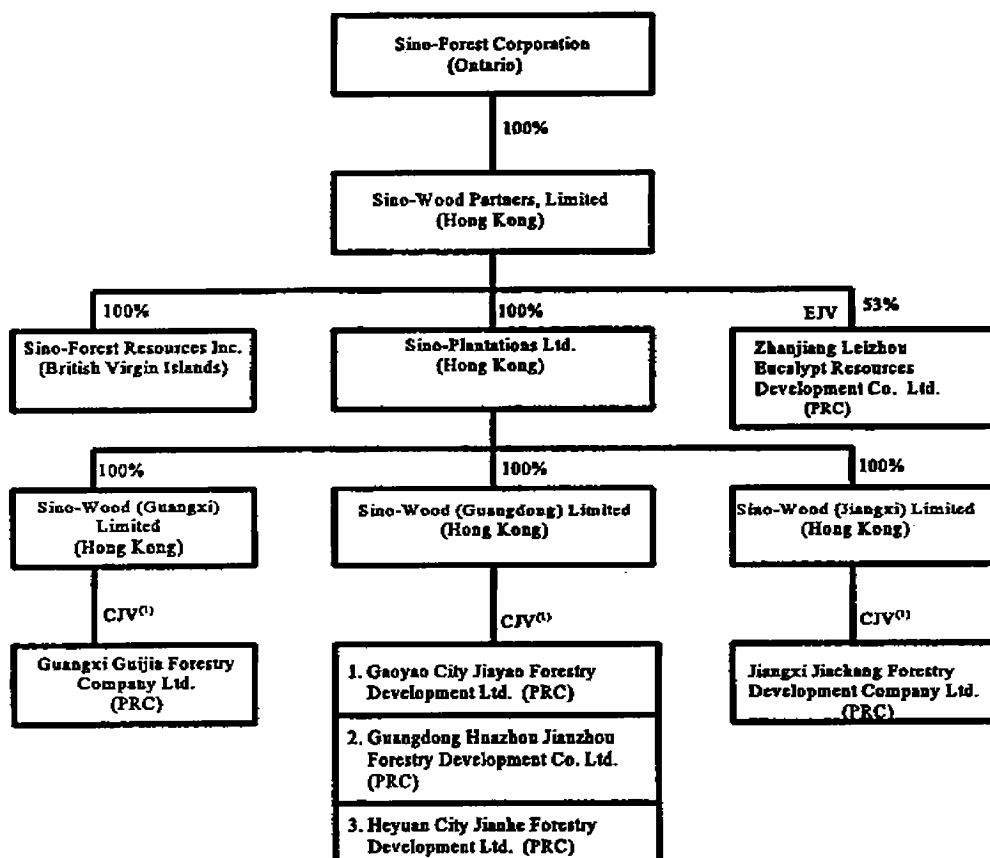 Sino-Forest Corporation
(Ontario)
100%
Sino-Wood Partners, Limited
(Hong Kong)
100%
100%
EJV
53%
Sino-Forest Resources Inc.
(British Virgin Islands)
Sino-Plantations Ltd.
(Hong Kong)
Zhanjiang Leizhou
Eucalypt Resources
Development Co. Ltd.
(PRC)
100%
100%
100%
Sino-Wood (Guangxi)
Limited
(Hong Kong)
Sino-Wood (Guangdong) Limited
(Hong Kong)
Sino-Wood (Jiangxi) Limited
(Hong Kong)
CJV(1)
CJV(1)
CJV(1)
Guangxi Guijia Forestry
Company Ltd.
(PRC)
1. Gaoyao City Jiayao Forestry
Development Ltd. (PRC)
2. Guangdong Huazhou Jianzhou
Forestry Development Co. Ltd.
(PRC)
3. Heyuan City Jianhe Forestry
Development Ltd. (PRC)
Jiangxi Jiachang Forestry
Development Company Ltd.
(PRC)